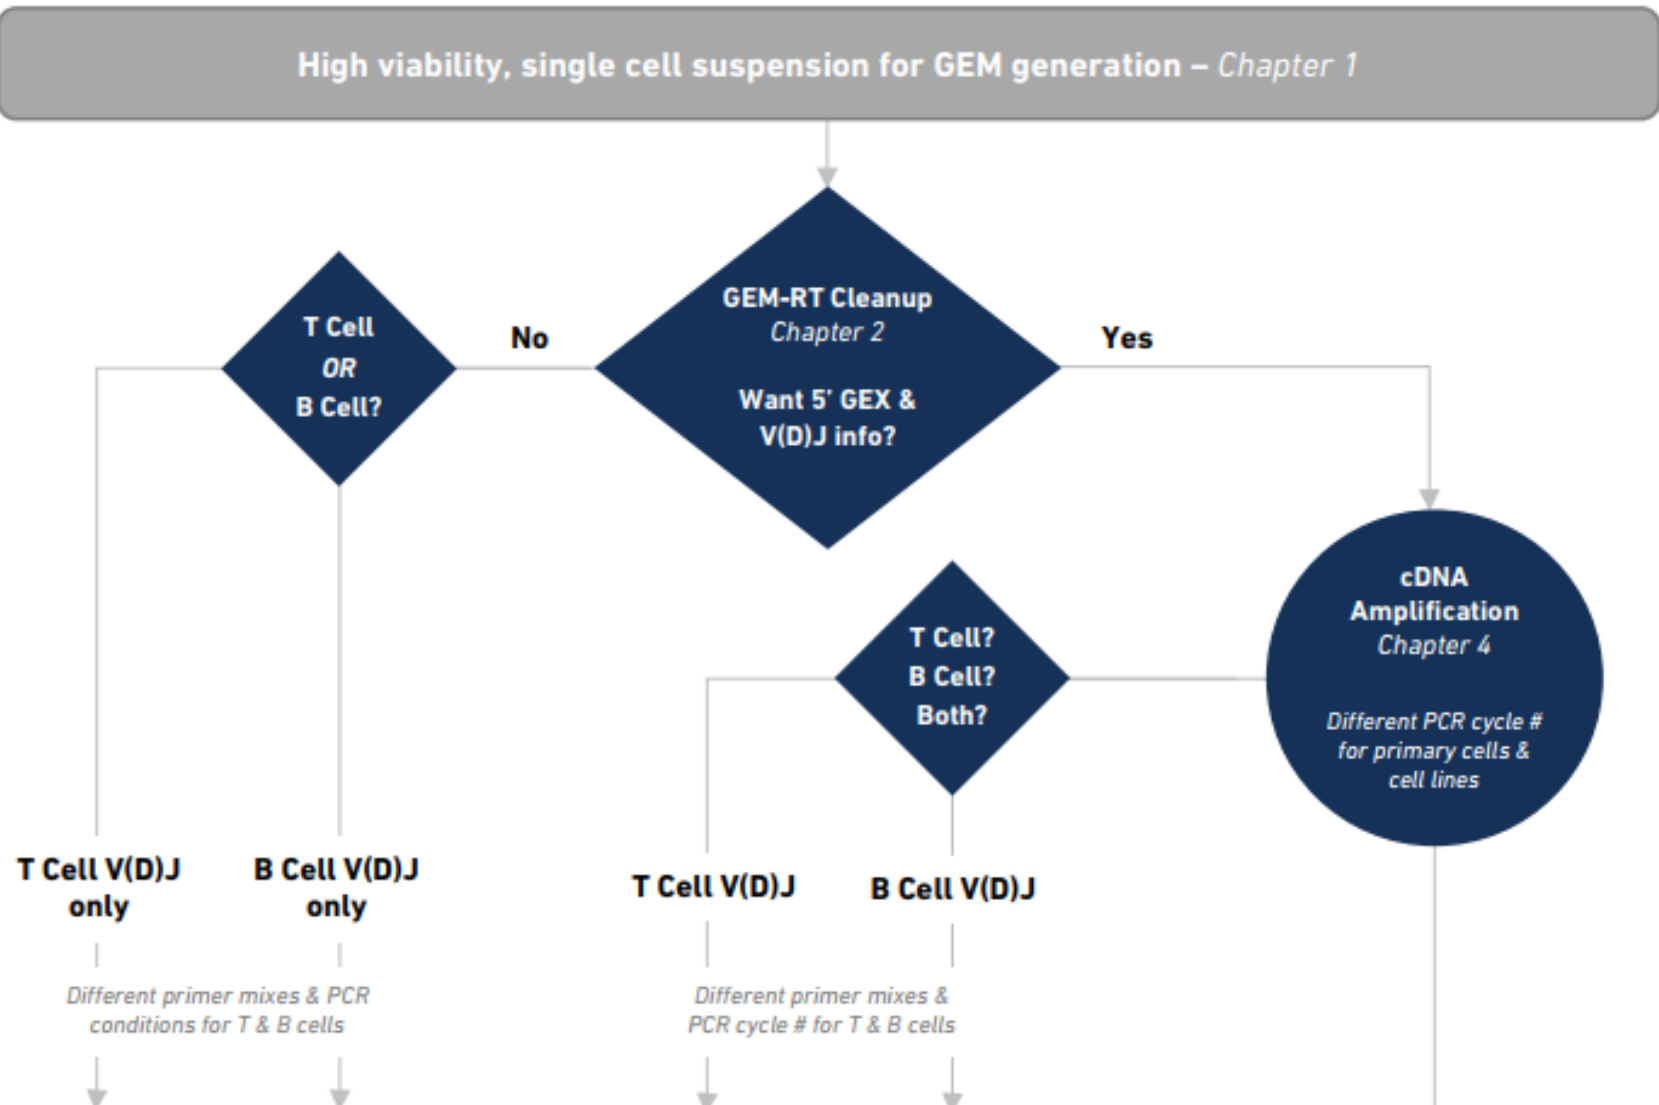 High viability, single cell suspension for GEM generation – Chapter 1
GEM-RT Cleanup
Chapter 2
Want 5' GEX &
V(D)J info?
No
Yes
T Cell
OR
B Cell?
cDNA
Amplification
Chapter 4
Different PCR cycle #
for primary cells &
cell lines
T Cell?
B Cell?
Both?
T Cell V(D)J
only
B Cell V(D)J
only
T Cell V(D)J
B Cell V(D)J
Different primer mixes & PCR
conditions for T & B cells
Different primer mixes &
PCR cycle # for T & B cells